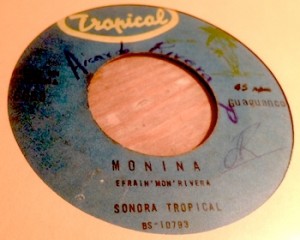 Tropical
45 rpm
Guaguanco
MONINA
EFRAIN "MON" RIVERA
SONORA TROPICAL
BS-10793